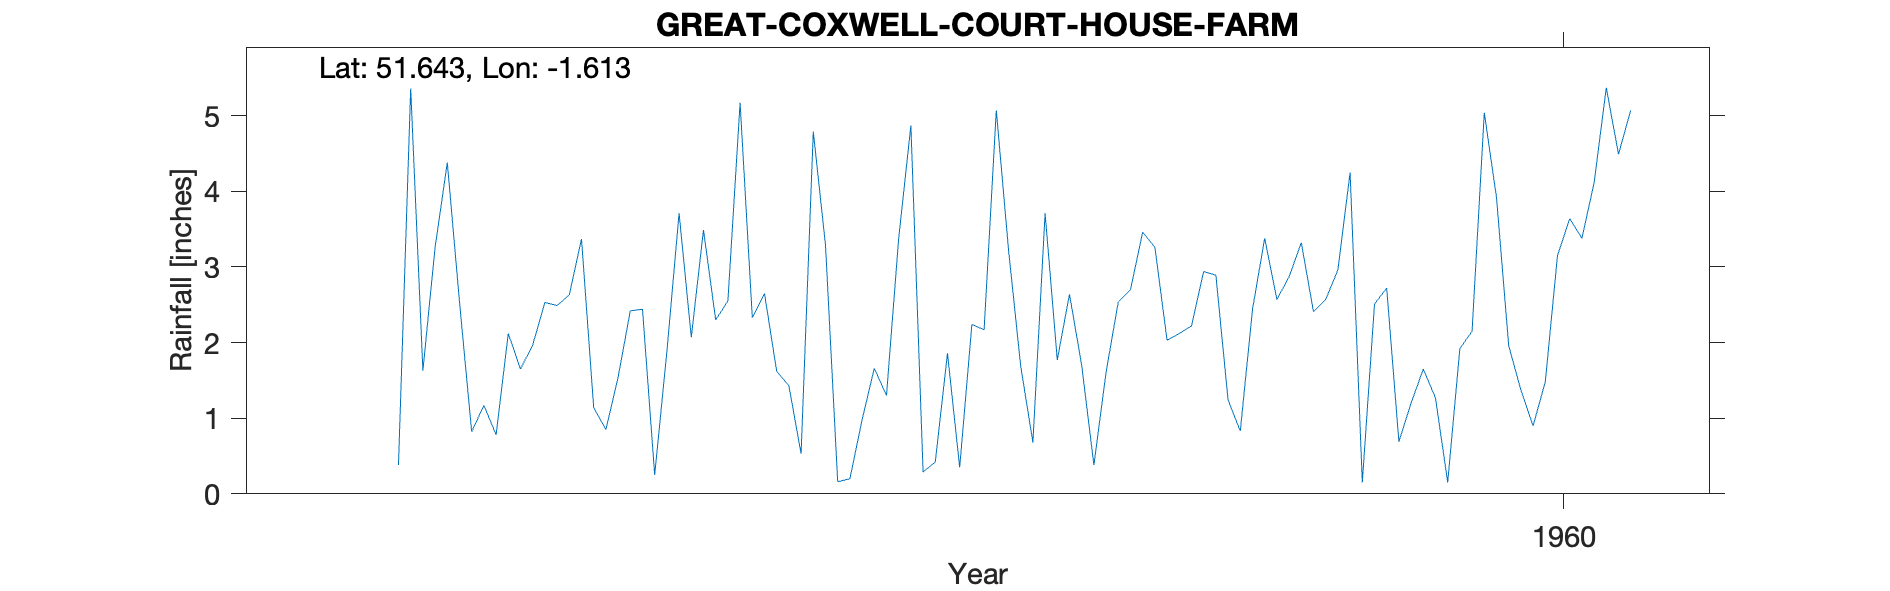 GREAT-COXWELL-COURT-HOUSE-FARM
Lat: 51.643, Lon: -1.613
5
4
3
2
1
0
Rainfall [inches]
1960
Year